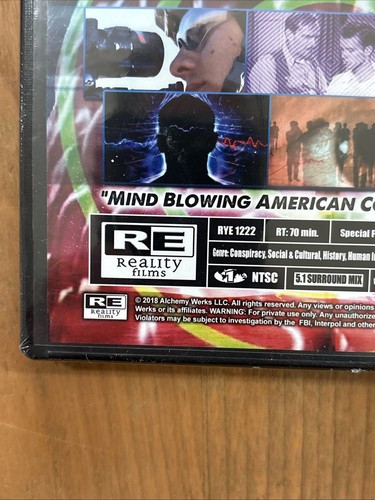 "MIND BLOWING AMERICAN CO
RE
REALITY
films
RYE 1222
RT: 70 min.
Special F
Genre: Conspiracy, Social & Cultural, History, Human I
1
NTSC
5.1 SURROUND MIX
RE
REALITY
films
© 2018 Alchemy Werks LLC. All rights reserved. Any views or opinions
Werks or its affiliates. WARNING: For private use only. Any unauthorize
Violators may be subject to investigation by the FBI, Interpol and other